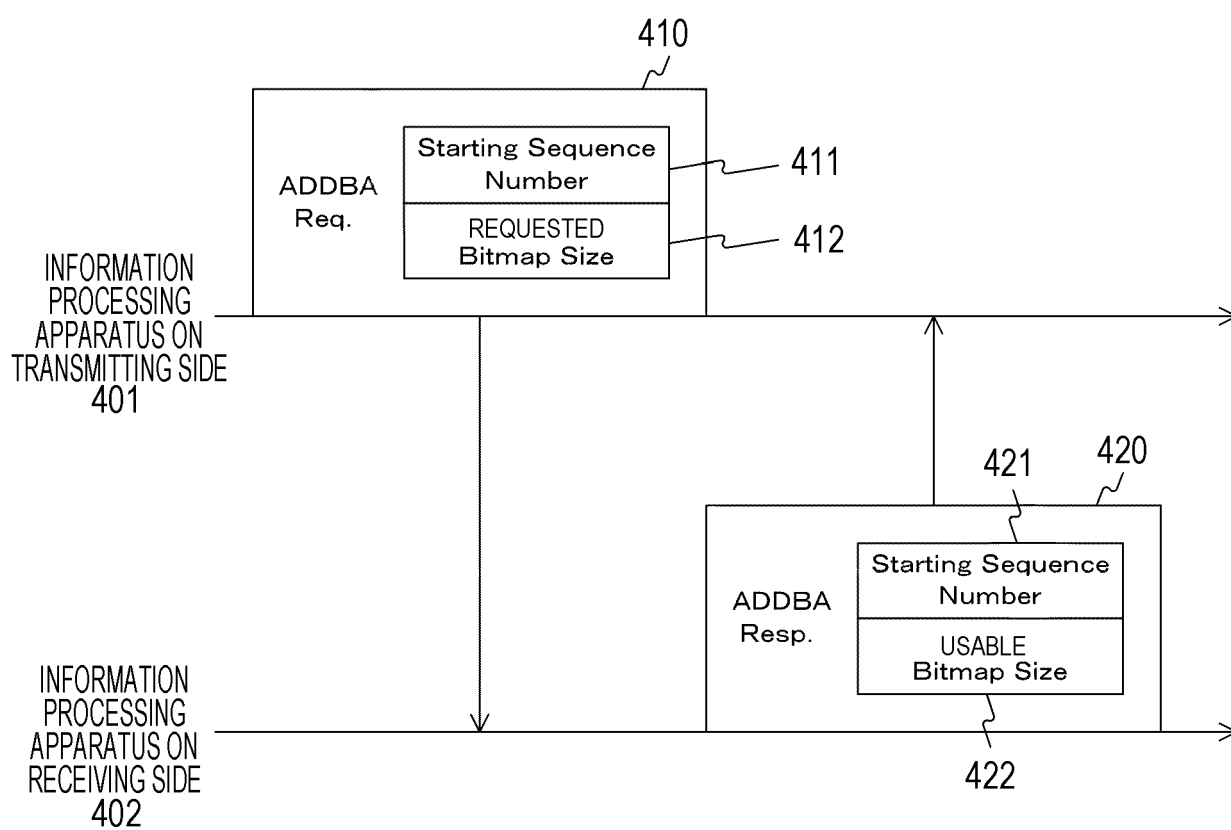 410
Starting Sequence
Number
411
ADDBA
Req.
REQUESTED
Bitmap Size
412
INFORMATION
PROCESSING
APPARATUS ON
TRANSMITTING SIDE
401
421
420
Starting Sequence
Number
ADDBA
Resp.
USABLE
Bitmap Size
422
INFORMATION
PROCESSING
APPARATUS ON
RECEIVING SIDE
402